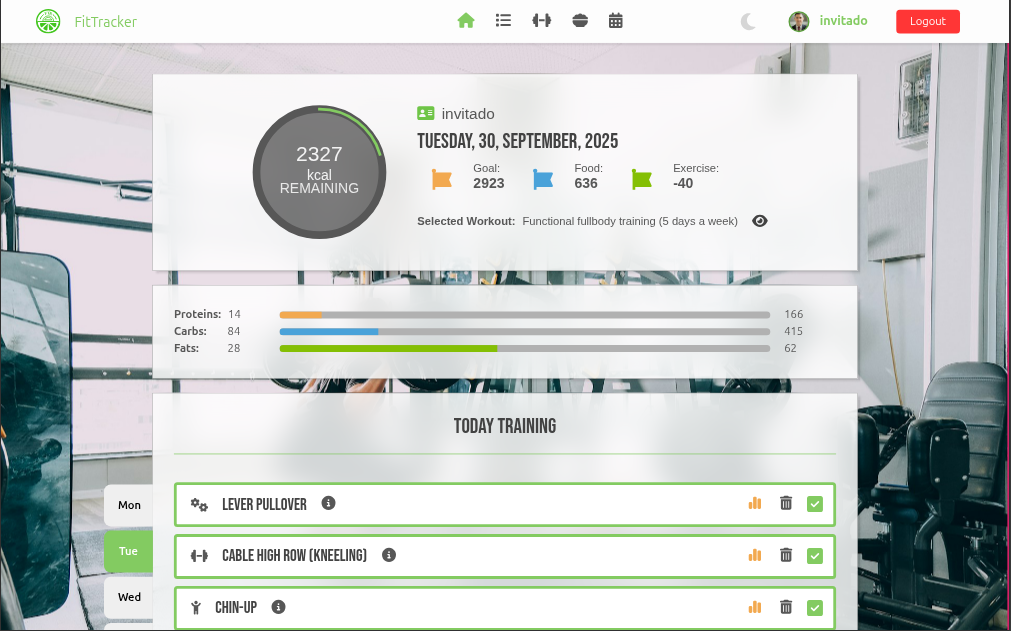 FitTracker
invitado
Logout
2327
kcal
REMAINING
invitado
TUESDAY, 30, SEPTEMBER, 2025
Goal:
2923
Food:
636
Exercise:
-40
Selected Workout: Functional fullbody training (5 days a week)
Proteins: 14 166
Carbs: 84 415
Fats: 28 62
TODAY TRAINING
Mon
Tue
Wed
LEVER PULLOVER
CABLE HIGH ROW (KNEELING)
CHIN-UP